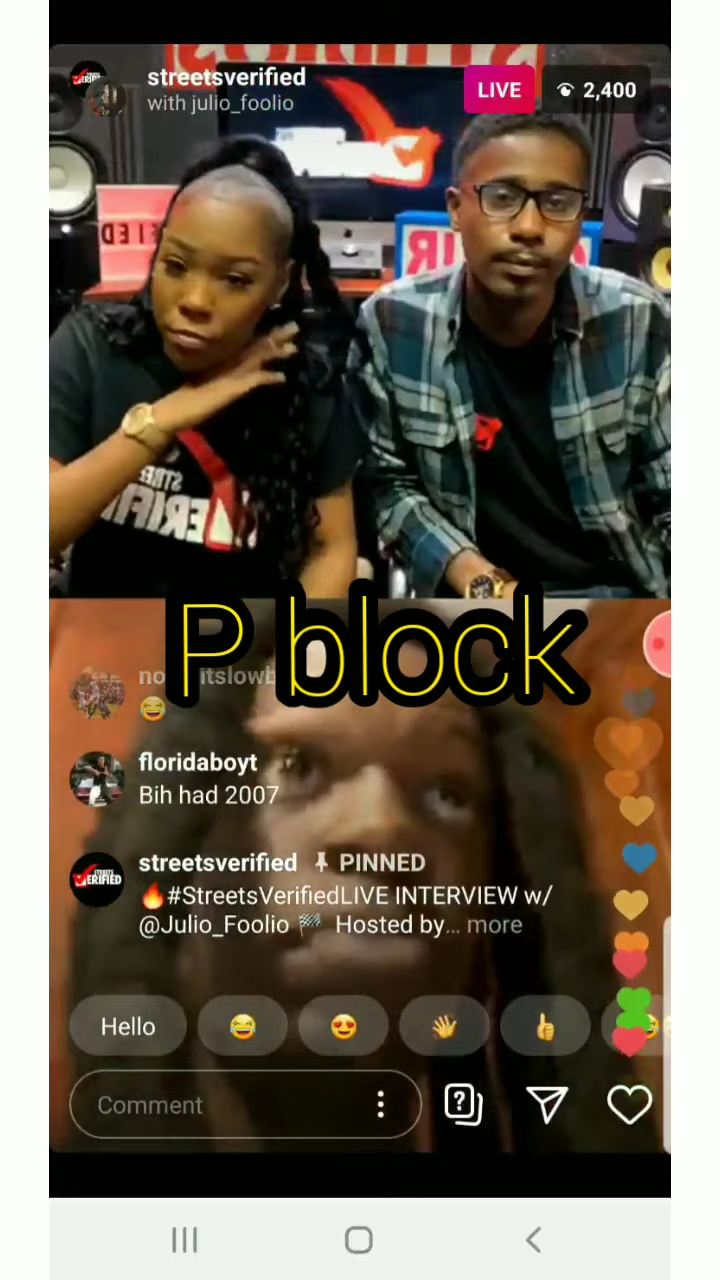 streetsverified
with julio_foolio
LIVE
2,400
P block
floridaboyt
Bih had 2007
streetsverified 📌 PINNED
🔥#StreetsVerifiedLIVE INTERVIEW w/
@Julio_Foolio 🏁 Hosted by… more
VERIFIED
Hello
Comment